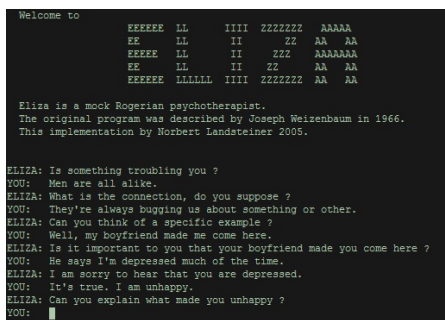 Welcome to
EEEEEE  LL      IIII  ZZZZZZZ   AAAAA
EE      LL       II       ZZ   AA   AA
EEEEE   LL       II     ZZZ    AAAAAAA
EE      LL       II    ZZ      AA   AA
EEEEEE  LLLLLL  IIII  ZZZZZZZ  AA   AA
Eliza is a mock Rogerian psychotherapist.
The original program was described by Joseph Weizenbaum in 1966.
This implementation by Norbert Landsteiner 2005.
ELIZA: Is something troubling you ?
YOU:   Men are all alike.
ELIZA: What is the connection, do you suppose ?
YOU:   They're always bugging us about something or other.
ELIZA: Can you think of a specific example ?
YOU:   Well, my boyfriend made me come here.
ELIZA: Is it important to you that your boyfriend made you come here ?
YOU:   He says I'm depressed much of the time.
ELIZA: I am sorry to hear that you are depressed.
YOU:   It's true. I am unhappy.
ELIZA: Can you explain what made you unhappy ?
YOU: